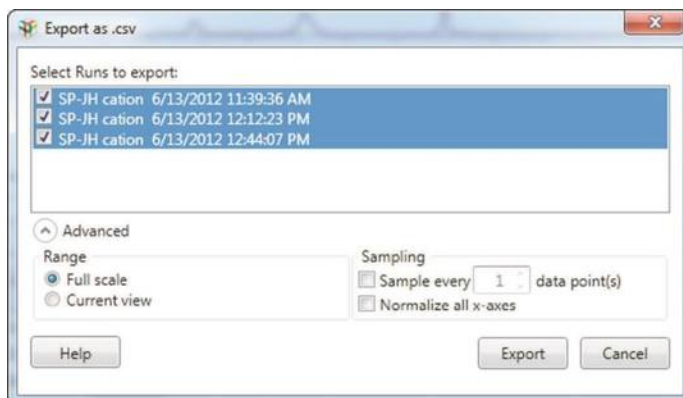 Export as .csv
Select Runs to export:
SP-JH cation 6/13/2012 11:39:36 AM
SP-JH cation 6/13/2012 12:12:23 PM
SP-JH cation 6/13/2012 12:44:07 PM
Advanced
Range
Full scale
Current view
Sampling
Sample every 1 data point(s)
Normalize all x-axes
Help
Export
Cancel